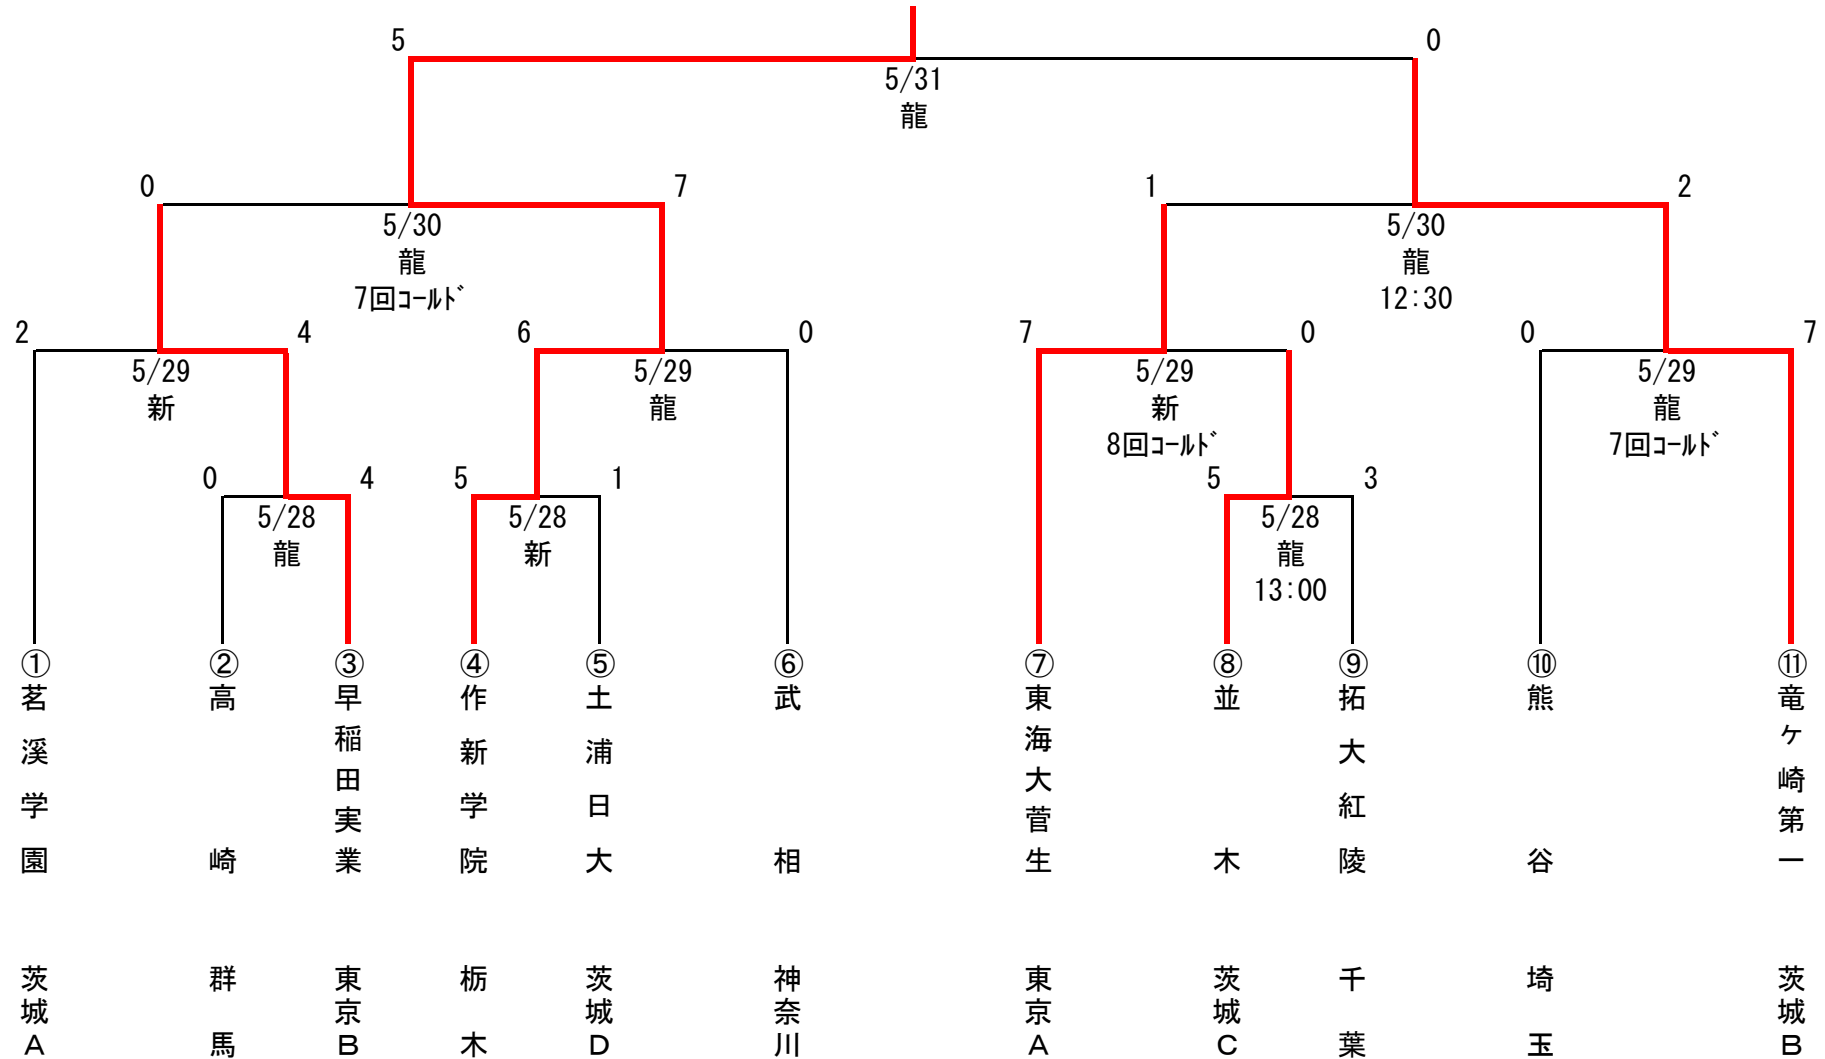 5 0
5/31
龍
0 7 1 2
5/30 5/30
龍 龍
7回ｺｰﾙﾄﾞ 12:30
2 4 6 0 7 0 0 7
5/29 5/29 5/29 5/29
新 龍 新 龍
8回ｺｰﾙﾄﾞ 7回ｺｰﾙﾄﾞ
0 4 5 1 5 3
5/28 5/28 5/28
龍 新 龍
13:00
①茗溪学園 茨城A
②高崎 群馬
③早稲田実業 東京B
④作新学院 栃木
⑤土浦日大 茨城D
⑥武相 神奈川
⑦東海大菅生 東京A
⑧並木 茨城C
⑨拓大紅陵 千葉
⑩熊谷 埼玉
⑪竜ケ崎第一 茨城B